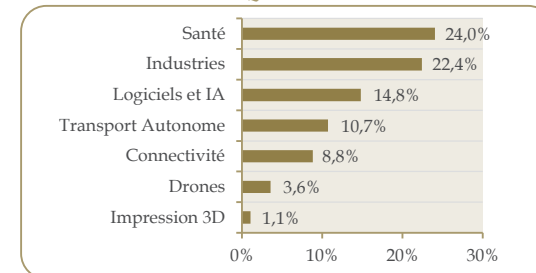 Santé 24,0%
Industries 22,4%
Logiciels et IA 14,8%
Transport Autonome 10,7%
Connectivité 8,8%
Drones 3,6%
Impression 3D 1,1%
0% 10% 20% 30%